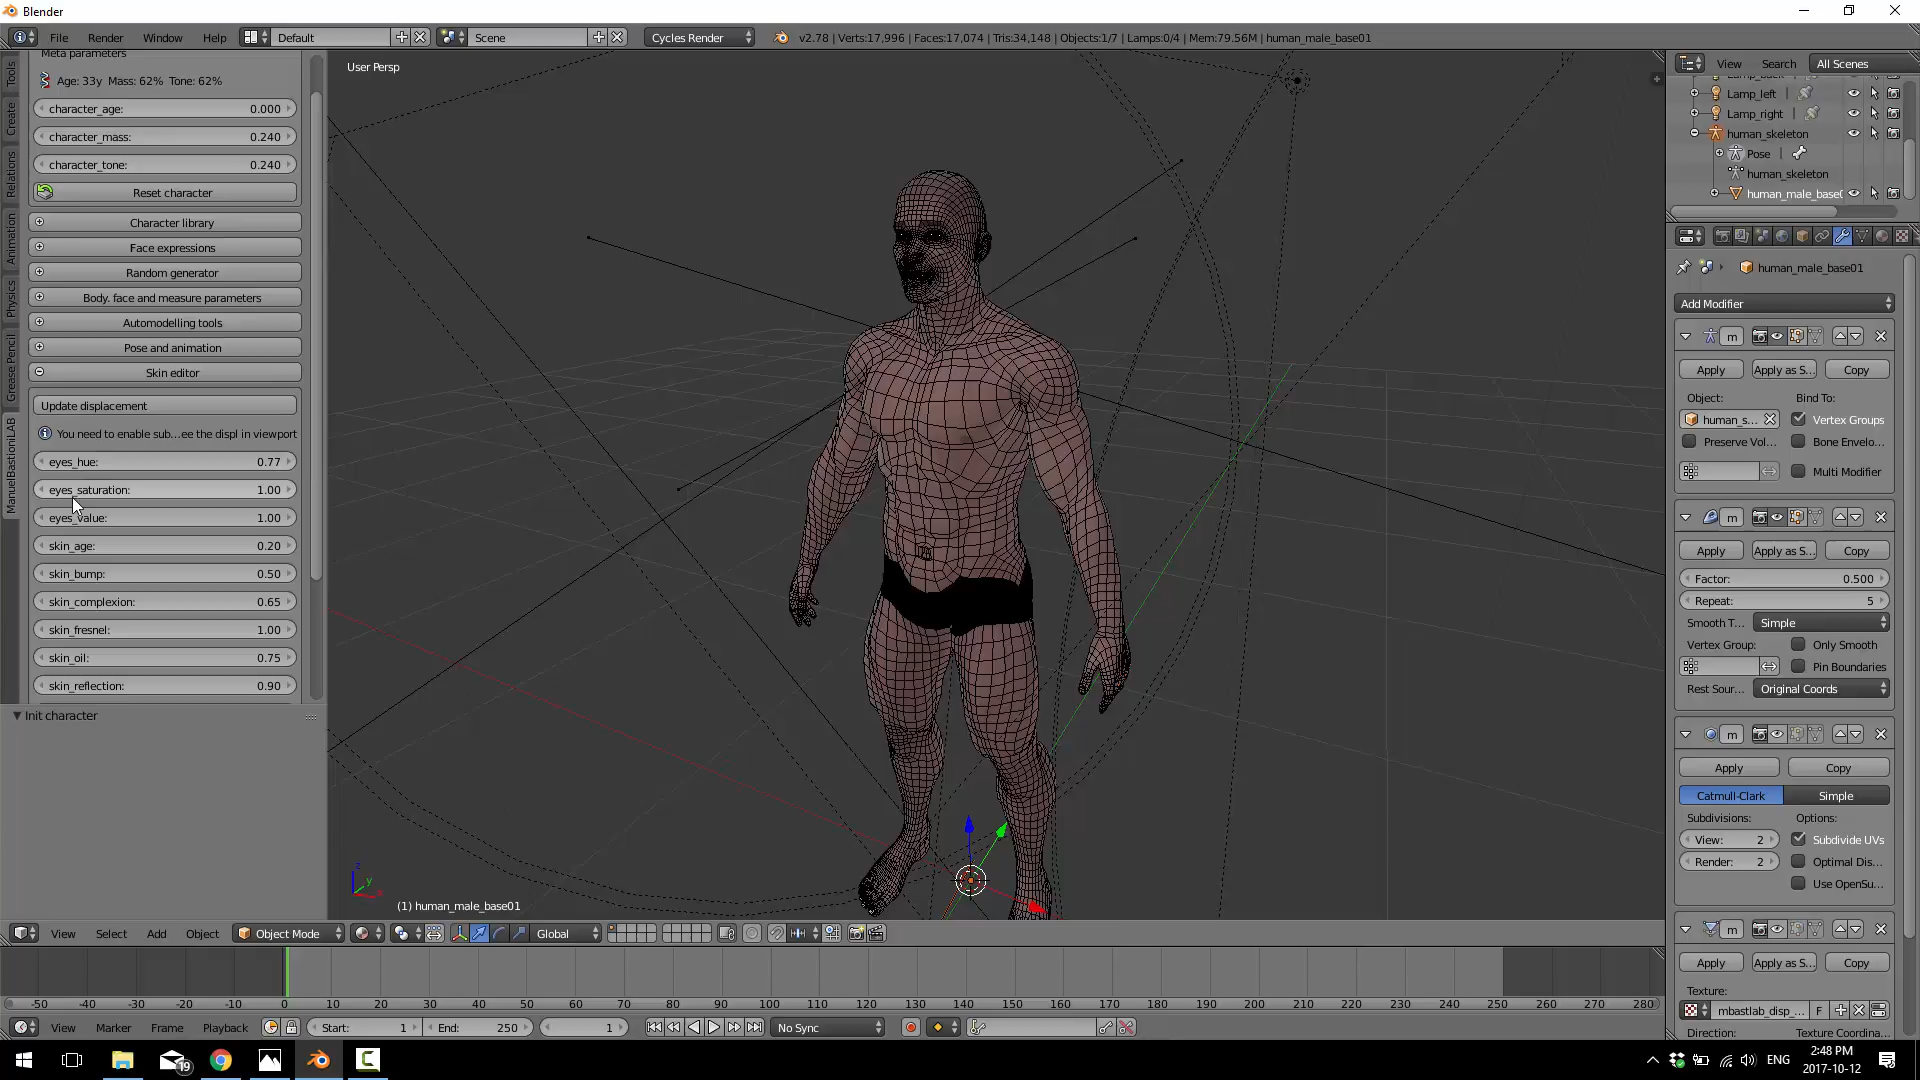 Blender
File Render Window Help Default Scene Cycles Render v2.78 | Verts:17,996 | Faces:17,074 | Tris:34,148 | Objects:1/7 | Lamps:0/4 | Mem:79.56M | human_male_base01
Tools
Create
Relations
Animation
Physics
Grease Pencil
ManuelBastioniLAB
Meta parameters
Age: 33y Mass: 62% Tone: 62%
character_age: 0.000
character_mass: 0.240
character_tone: 0.240
Reset character
Character library
Face expressions
Random generator
Body. face and measure parameters
Automodelling tools
Pose and animation
Skin editor
Update displacement
You need to enable sub...ee the displ in viewport
eyes_hue: 0.77
eyes_saturation: 1.00
eyes_value: 1.00
skin_age: 0.20
skin_bump: 0.50
skin_complexion: 0.65
skin_fresnel: 1.00
skin_oil: 0.75
skin_reflection: 0.90
Init character
User Persp
z
y
x
(1) human_male_base01
View Select Add Object Object Mode Global
View Search All Scenes
Lamp_back
Lamp_left
Lamp_right
human_skeleton
Pose
human_skeleton
human_male_base0
human_male_base01
Add Modifier
m
Apply Apply as S... Copy
Object: Bind To:
human_s... Vertex Groups
Preserve Vol... Bone Envelo...
Multi Modifier
m
Apply Apply as S... Copy
Factor: 0.500
Repeat: 5
Smooth T... Simple
Vertex Group: Only Smooth
Pin Boundaries
Rest Sour... Original Coords
m
Apply Copy
Catmull-Clark Simple
Subdivisions: Options:
View: 2 Subdivide UVs
Render: 2 Optimal Dis...
Use OpenSu...
m
Apply Apply as S... Copy
Texture:
mbastlab_disp_... F
Direction: Texture Coordina...
-50 -40 -30 -20 -10 0 10 20 30 40 50 60 70 80 90 100 110 120 130 140 150 160 170 180 190 200 210 220 230 240 250 260 270 280
View Marker Frame Playback Start: 1 End: 250 1 No Sync
19
ENG
2:48 PM
2017-10-12